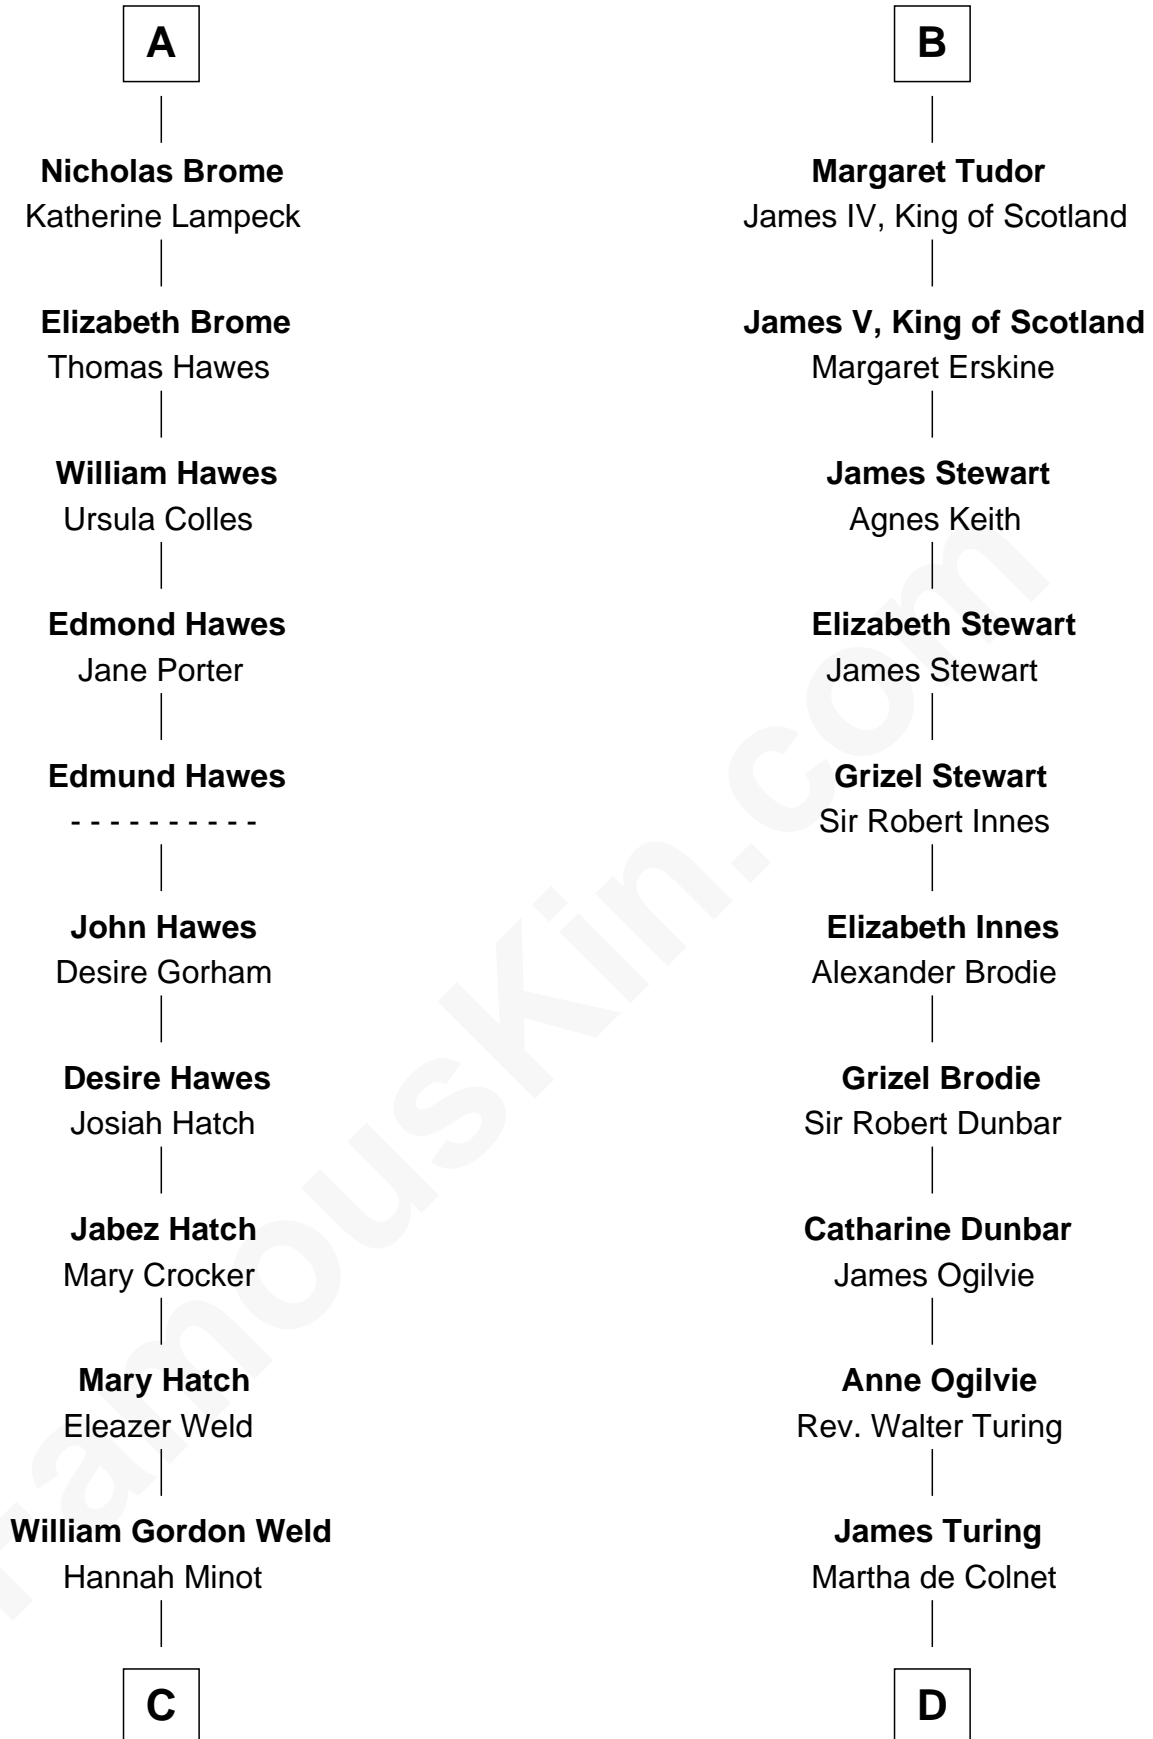 A
Nicholas Brome
Katherine Lampeck
Elizabeth Brome
Thomas Hawes
William Hawes
Ursula Colles
Edmond Hawes
Jane Porter
Edmund Hawes
- - - - - - - - - -
John Hawes
Desire Gorham
Desire Hawes
Josiah Hatch
Jabez Hatch
Mary Crocker
Mary Hatch
Eleazer Weld
William Gordon Weld
Hannah Minot
C
B
Margaret Tudor
James IV, King of Scotland
James V, King of Scotland
Margaret Erskine
James Stewart
Agnes Keith
Elizabeth Stewart
James Stewart
Grizel Stewart
Sir Robert Innes
Elizabeth Innes
Alexander Brodie
Grizel Brodie
Sir Robert Dunbar
Catharine Dunbar
James Ogilvie
Anne Ogilvie
Rev. Walter Turing
James Turing
Martha de Colnet
D
FamousKin.com